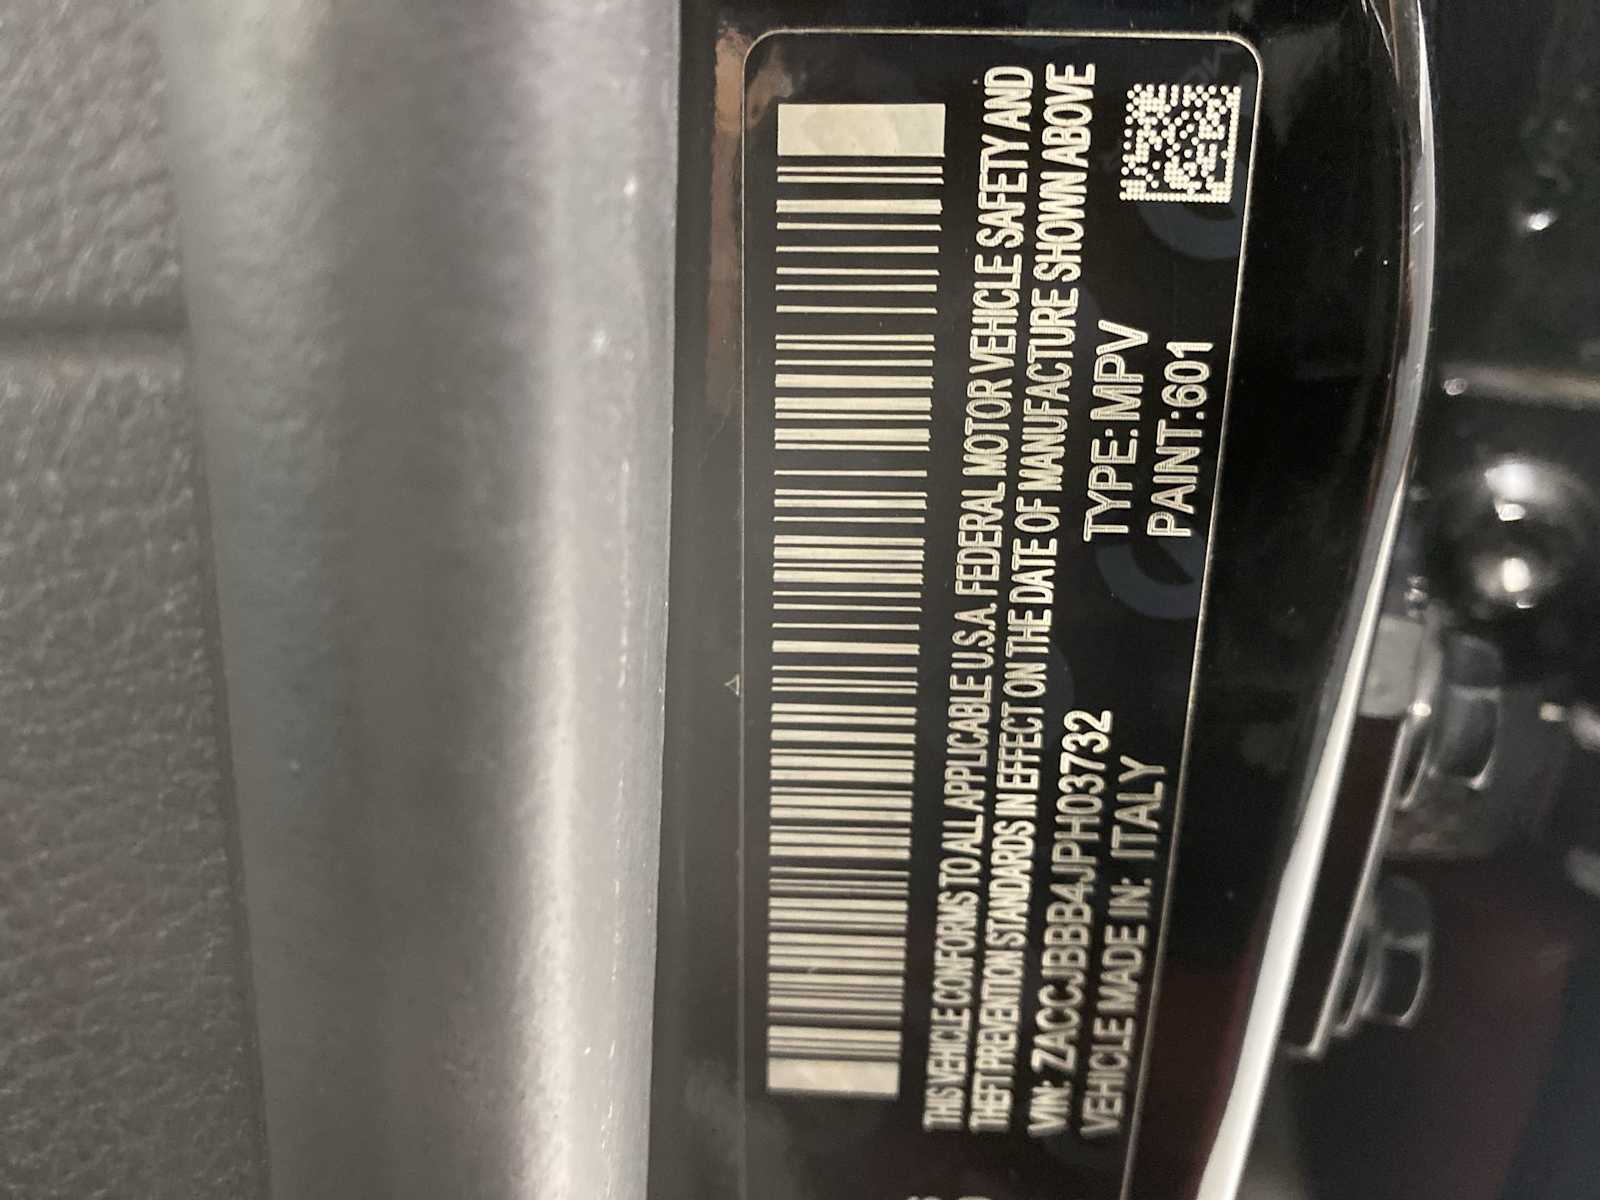 THIS VEHICLE CONFORMS TO ALL APPLICABLE U.S.A. FEDERAL MOTOR VEHICLE SAFETY AND
THEFT PREVENTION STANDARDS IN EFFECT ON THE DATE OF MANUFACTURE SHOWN ABOVE
VIN: ZACCJBBB4JPH03732 TYPE: MPV
VEHICLE MADE IN: ITALY PAINT:601